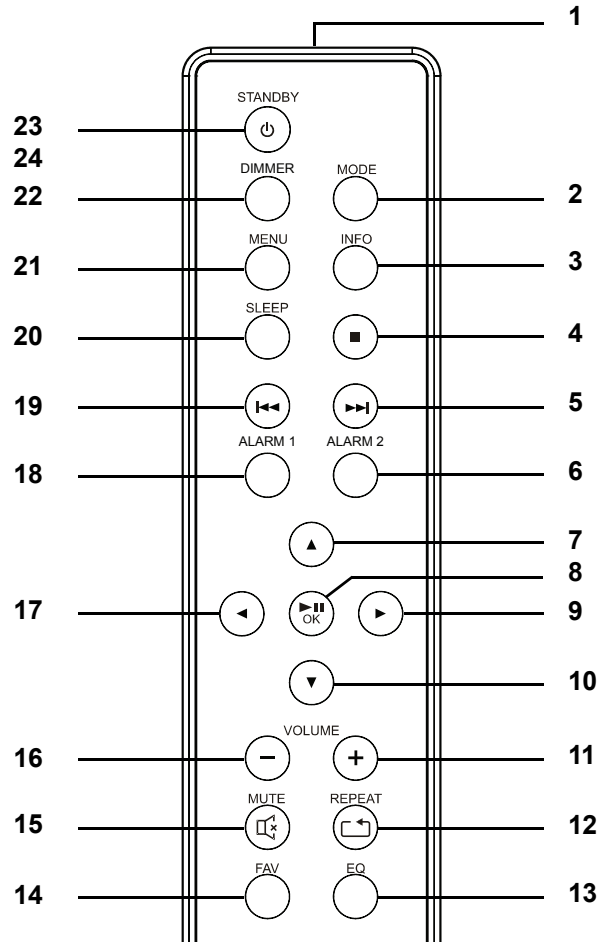 1
STANDBY
23
24
DIMMER MODE
22 2
MENU INFO
21 3
SLEEP
20 4
19 5
ALARM 1 ALARM 2
18 6
7
8
17 OK 9
10
VOLUME
16 − + 11
MUTE REPEAT
15 12
FAV EQ
14 13